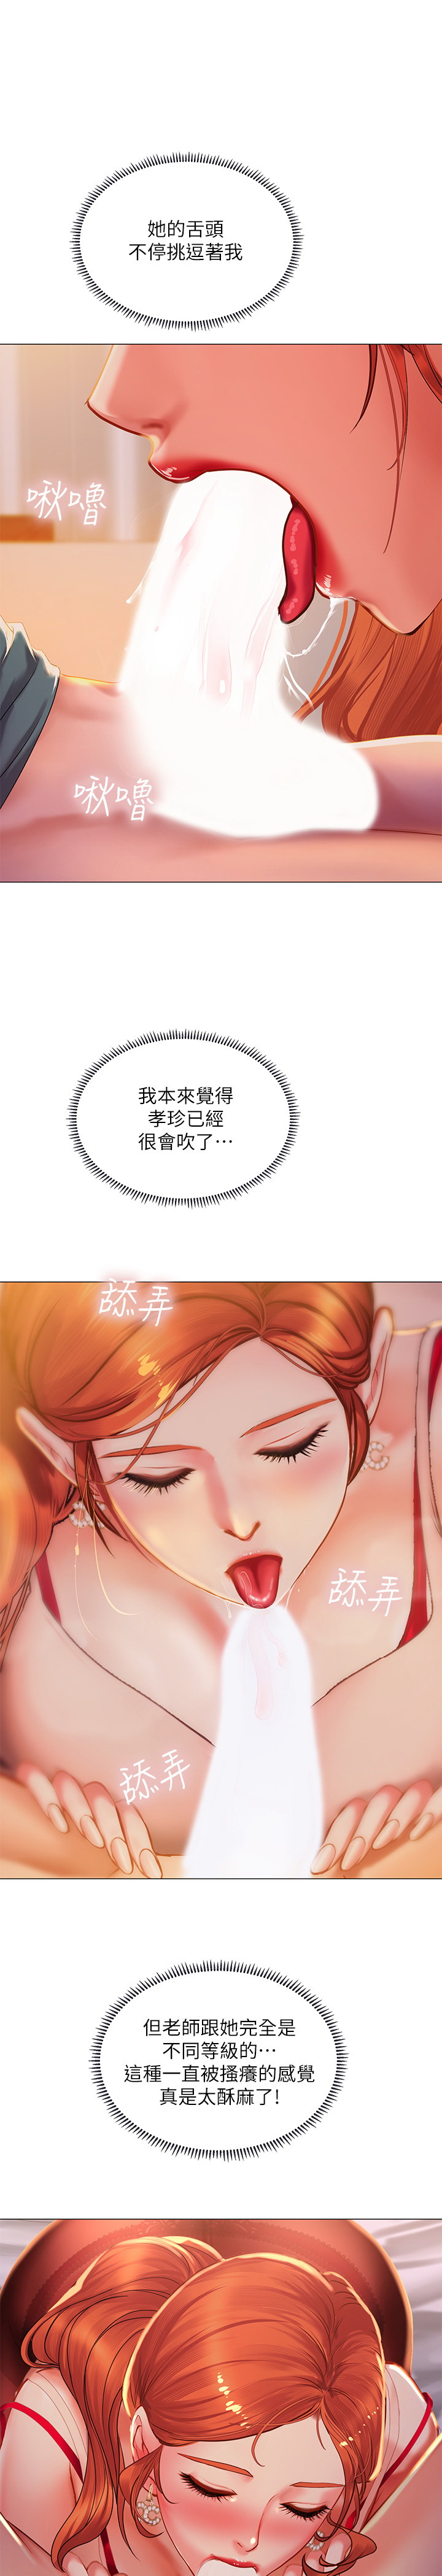 她的舌頭
不停挑逗著我
啾嚕
啾嚕
我本來覺得
孝珍已經
很會吹了…
舔弄
舔弄
舔弄
但老師跟她完全是
不同等級的…
這種一直被搔癢的感覺
真是太酥麻了!